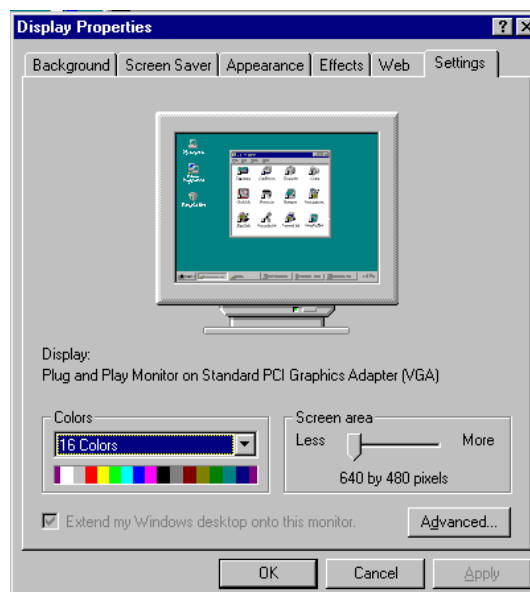 Display Properties
Background Screen Saver Appearance Effects Web Settings
Display:
Plug and Play Monitor on Standard PCI Graphics Adapter (VGA)
Colors
16 Colors
Screen area
Less More
640 by 480 pixels
Extend my Windows desktop onto this monitor.
Advanced...
OK Cancel Apply